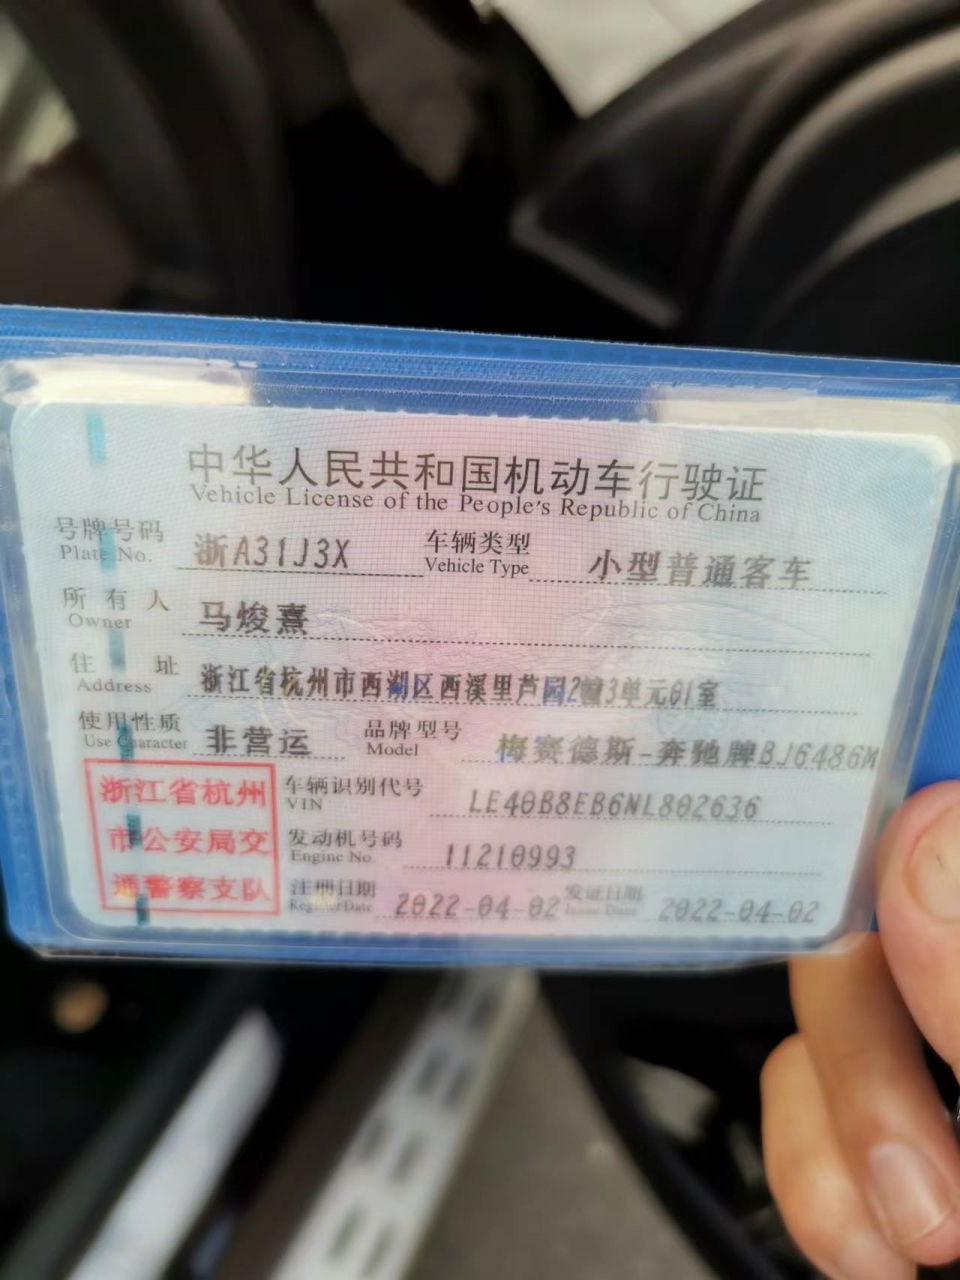 中华人民共和国机动车行驶证
Vehicle License of the People's Republic of China
号牌号码 浙A31J3X 车辆类型 小型普通客车
Plate No. Vehicle Type
所有人 马焌熹
Owner
住址 浙江省杭州市西湖区西溪里芦园2幢3单元01室
Address
使用性质 非营运 品牌型号 梅赛德斯-奔驰牌BJ6486M
Use Character Model
浙江省杭州 车辆识别代号 LE40B8EB6NL802636
VIN
市公安局交 发动机号码 11210993
Engine No.
通警察支队 注册日期 2022-04-02 发证日期 2022-04-02
Register Date Issue Date